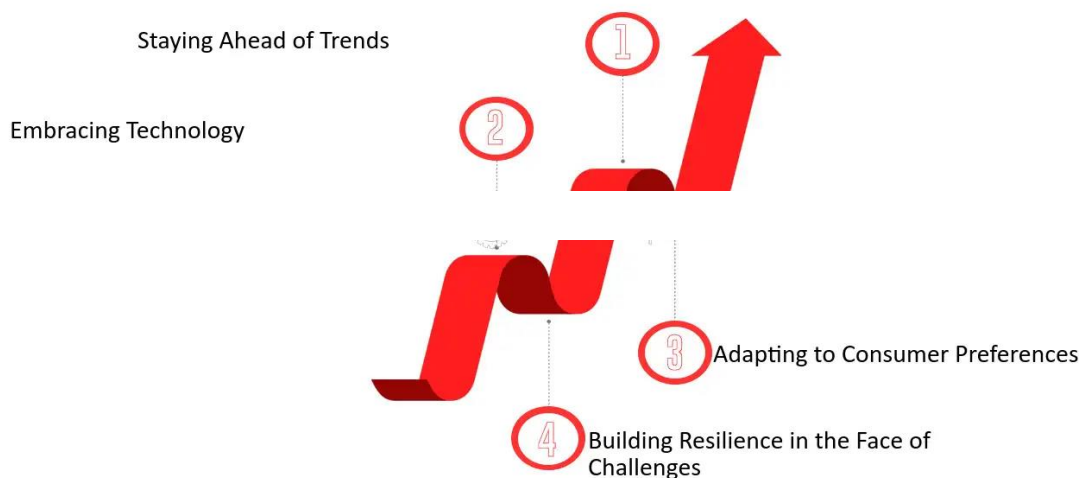 Staying Ahead of Trends
1
Embracing Technology
2
3
Adapting to Consumer Preferences
4
Building Resilience in the Face of
Challenges